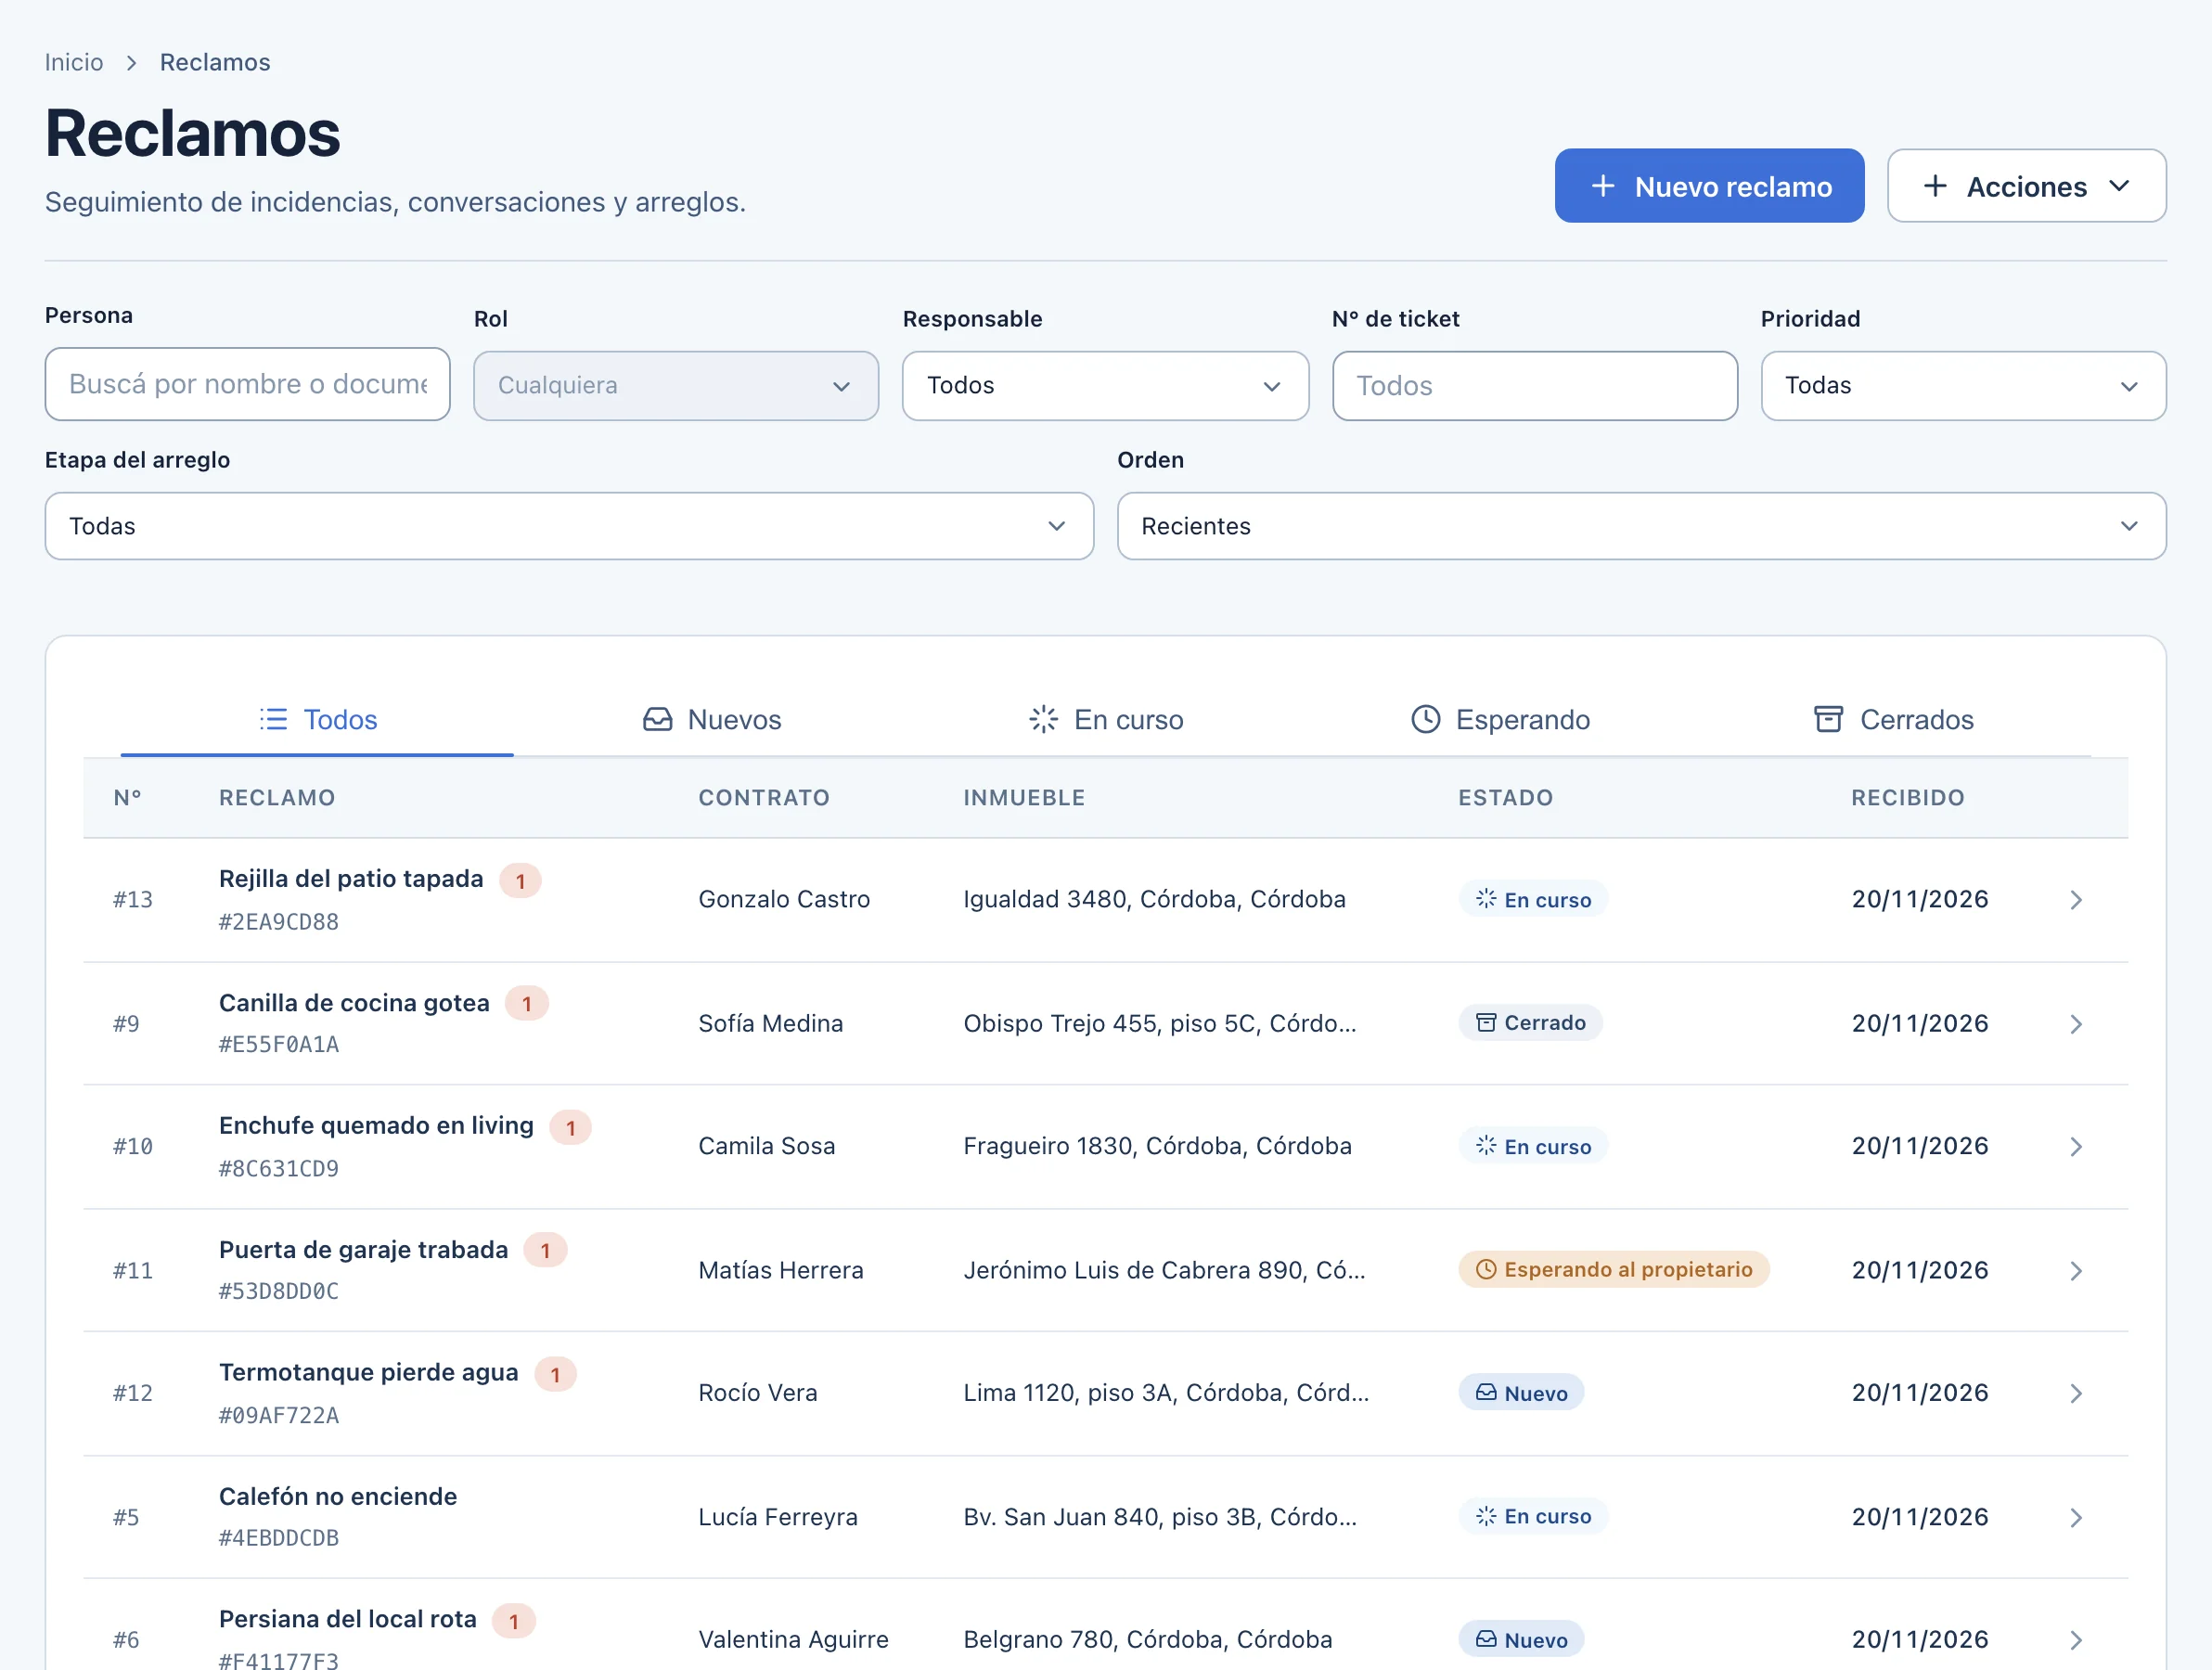 Inicio > Reclamos
Reclamos
Seguimiento de incidencias, conversaciones y arreglos.
+ Nuevo reclamo
+ Acciones
Persona
Rol
Responsable
N° de ticket
Prioridad
Buscá por nombre o docume
Cualquiera
Todos
Todos
Todas
Etapa del arreglo
Orden
Todas
Recientes
Todos
Nuevos
En curso
Esperando
Cerrados
N° RECLAMO CONTRATO INMUEBLE ESTADO RECIBIDO
#13 Rejilla del patio tapada 1 Gonzalo Castro Igualdad 3480, Córdoba, Córdoba En curso 20/11/2026
#2EA9CD88
#9 Canilla de cocina gotea 1 Sofía Medina Obispo Trejo 455, piso 5C, Córdo... Cerrado 20/11/2026
#E55F0A1A
#10 Enchufe quemado en living 1 Camila Sosa Fragueiro 1830, Córdoba, Córdoba En curso 20/11/2026
#8C631CD9
#11 Puerta de garaje trabada 1 Matías Herrera Jerónimo Luis de Cabrera 890, Có... Esperando al propietario 20/11/2026
#53D8DD0C
#12 Termotanque pierde agua 1 Rocío Vera Lima 1120, piso 3A, Córdoba, Córd... Nuevo 20/11/2026
#09AF722A
#5 Calefón no enciende Lucía Ferreyra Bv. San Juan 840, piso 3B, Córdo... En curso 20/11/2026
#4EBDDCDB
#6 Persiana del local rota 1 Valentina Aguirre Belgrano 780, Córdoba, Córdoba Nuevo 20/11/2026
#F41177F3